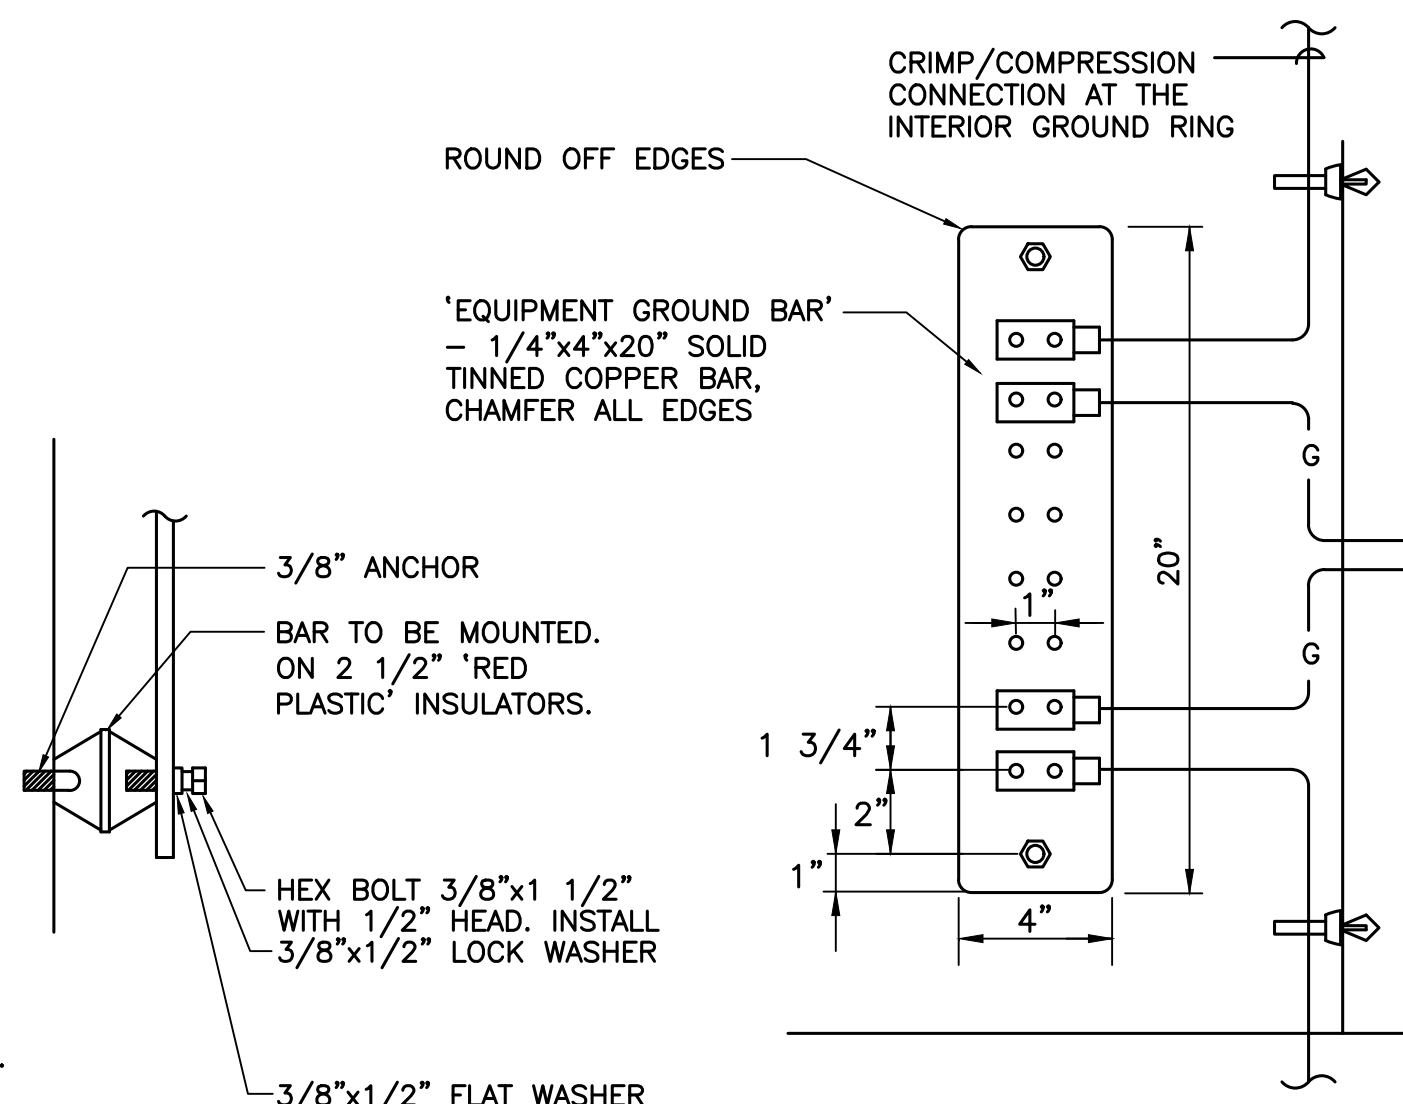 CRIMP/COMPRESSION
CONNECTION AT THE
INTERIOR GROUND RING
ROUND OFF EDGES
‘EQUIPMENT GROUND BAR’
– 1/4”x4”x20” SOLID
TINNED COPPER BAR,
CHAMFER ALL EDGES
G
20”
3/8” ANCHOR
1”
BAR TO BE MOUNTED.
ON 2 1/2” ‘RED
PLASTIC’ INSULATORS.
G
1 3/4”
2”
1”
HEX BOLT 3/8”x1 1/2”
WITH 1/2” HEAD. INSTALL
3/8”x1/2” LOCK WASHER
4”
3/8”x1/2” FLAT WASHER